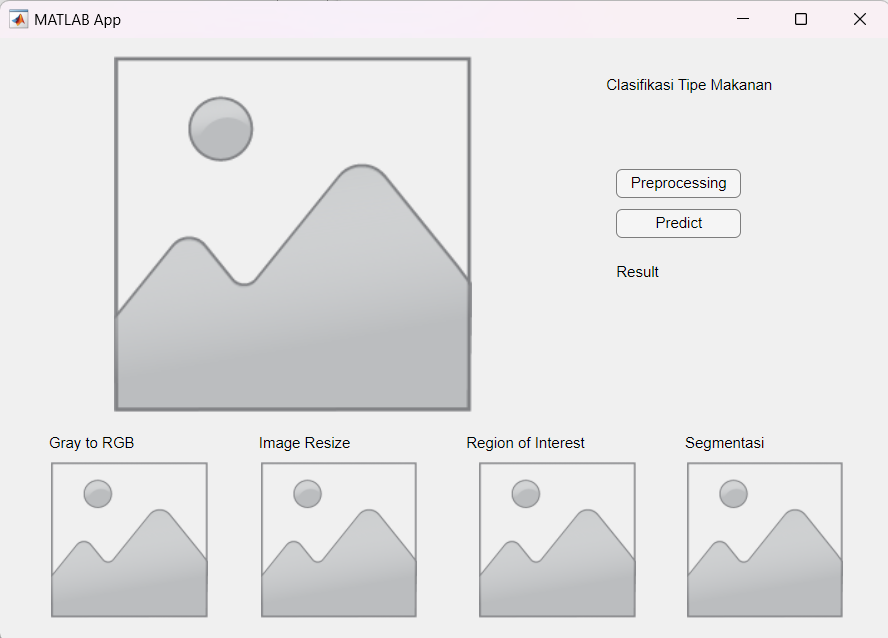 MATLAB App
Clasifikasi Tipe Makanan
Preprocessing
Predict
Result
Gray to RGB
Image Resize
Region of Interest
Segmentasi